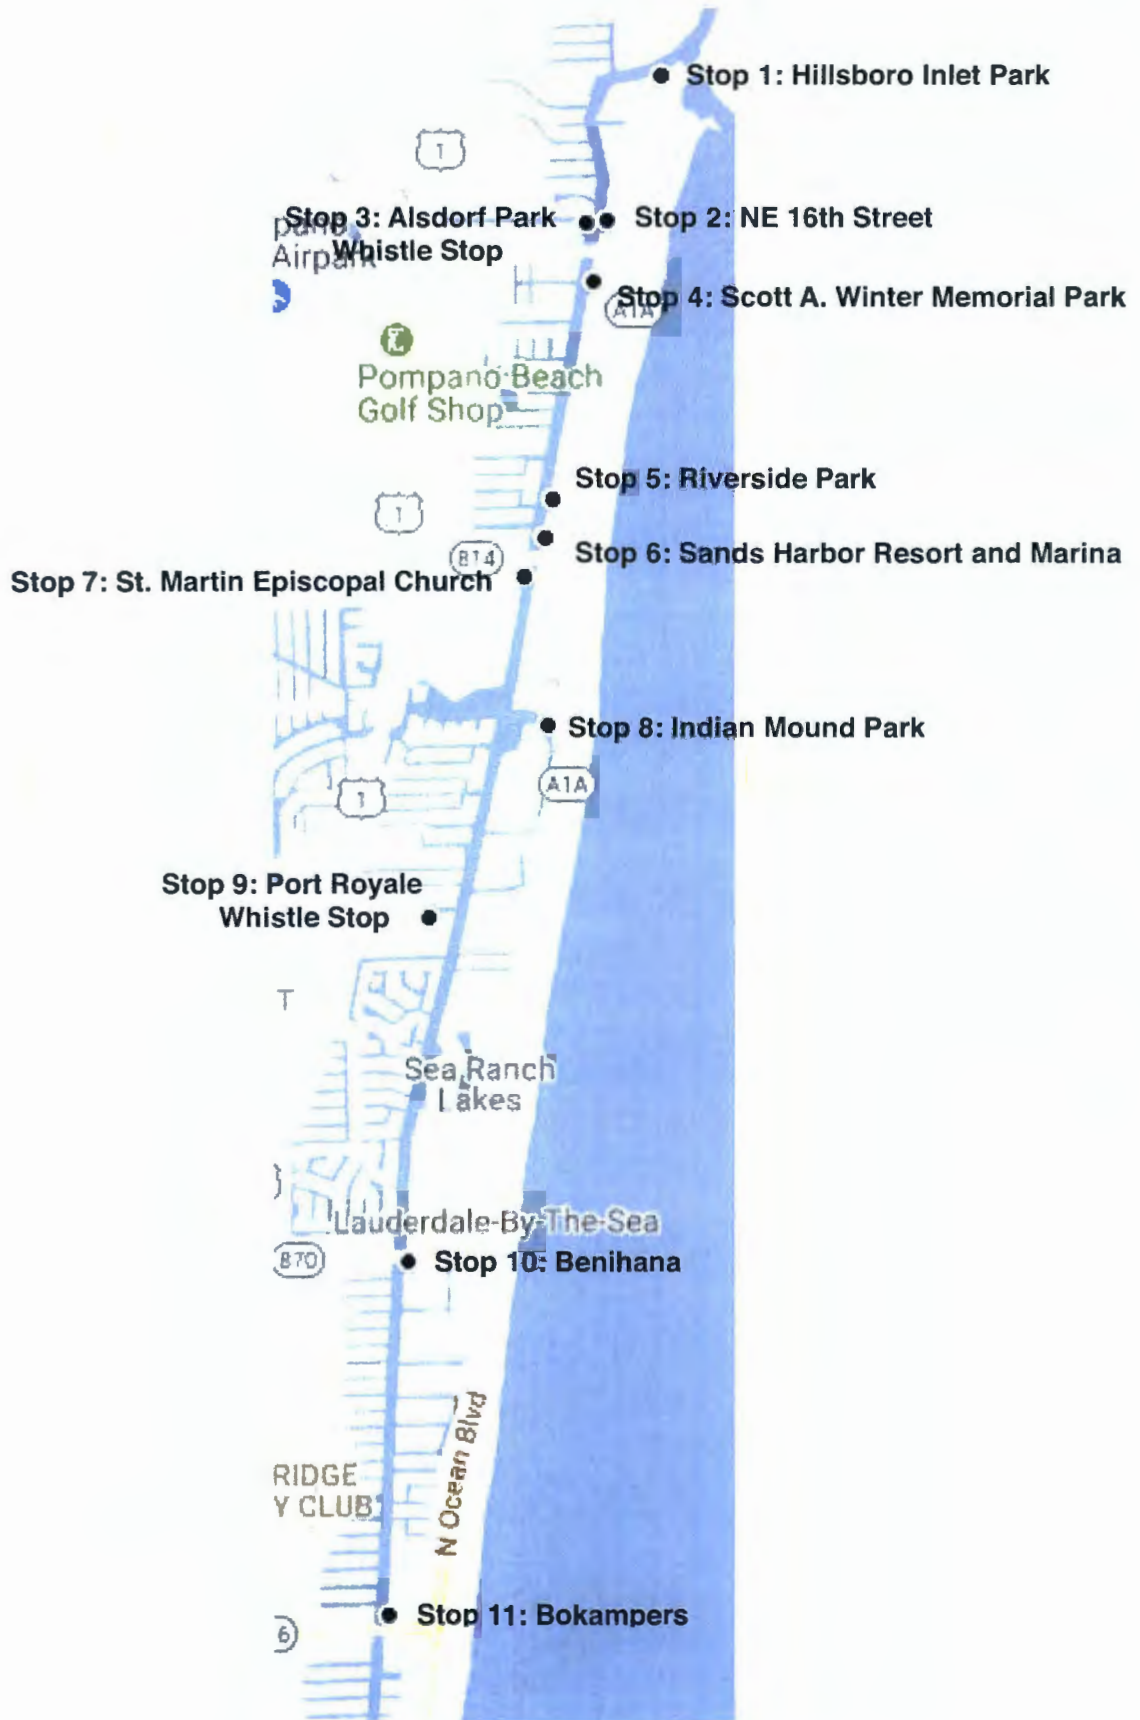 Stop 1: Hillsboro Inlet Park
1
Stop 3: Alsdorf Park
Whistle Stop
Stop 2: NE 16th Street
Airpark
Stop 4: Scott A. Winter Memorial Park
A1A
Pompano Beach
Golf Shop
Stop 5: Riverside Park
1
814
Stop 6: Sands Harbor Resort and Marina
Stop 7: St. Martin Episcopal Church
Stop 8: Indian Mound Park
A1A
1
Stop 9: Port Royale
Whistle Stop
T
Sea Ranch
Lakes
Lauderdale-By-The-Sea
870
Stop 10: Benihana
N Ocean Blvd
RIDGE
Y CLUB
Stop 11: Bokampers
6